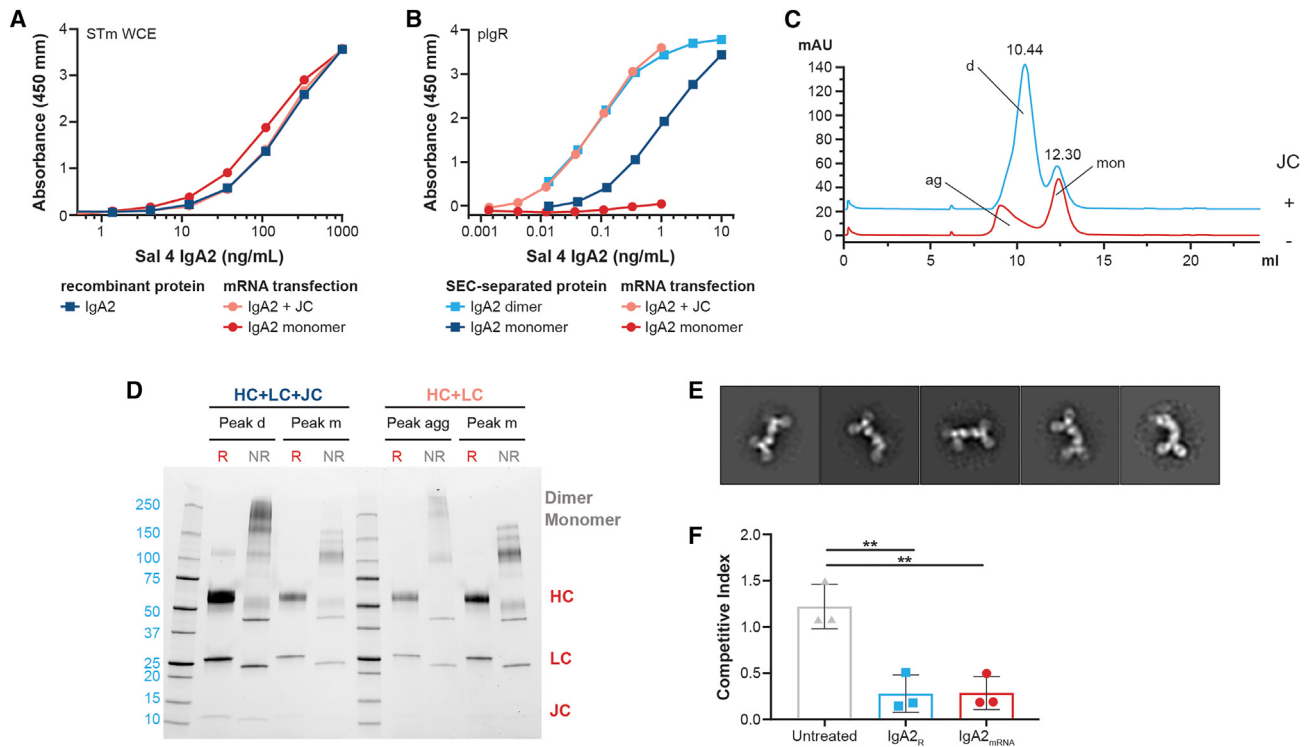 A
STm WCE
4
3
2
1
0
Absorbance (450 mm)
1
10
100
1000
Sal 4 IgA2 (ng/mL)
recombinant protein
IgA2
mRNA transfection
IgA2 + JC
IgA2 monomer
B
pIgR
4
3
2
1
0
Absorbance (450 mm)
0.001
0.01
0.1
1
10
Sal 4 IgA2 (ng/mL)
SEC-separated protein
IgA2 dimer
IgA2 monomer
mRNA transfection
IgA2 + JC
IgA2 monomer
C
mAU
140
120
100
80
60
40
20
0
10.44
d
12.30
mon
ag
JC
+
-
0
5
10
15
20
ml
D
HC+LC+JC
HC+LC
Peak d
Peak m
Peak agg
Peak m
R
NR
R
NR
R
NR
R
NR
250
150
100
75
50
37
25
20
15
10
Dimer
Monomer
HC
LC
JC
E
F
2.0
1.5
1.0
0.5
0.0
Competitive Index
**
**
Untreated
IgA2R
IgA2mRNA